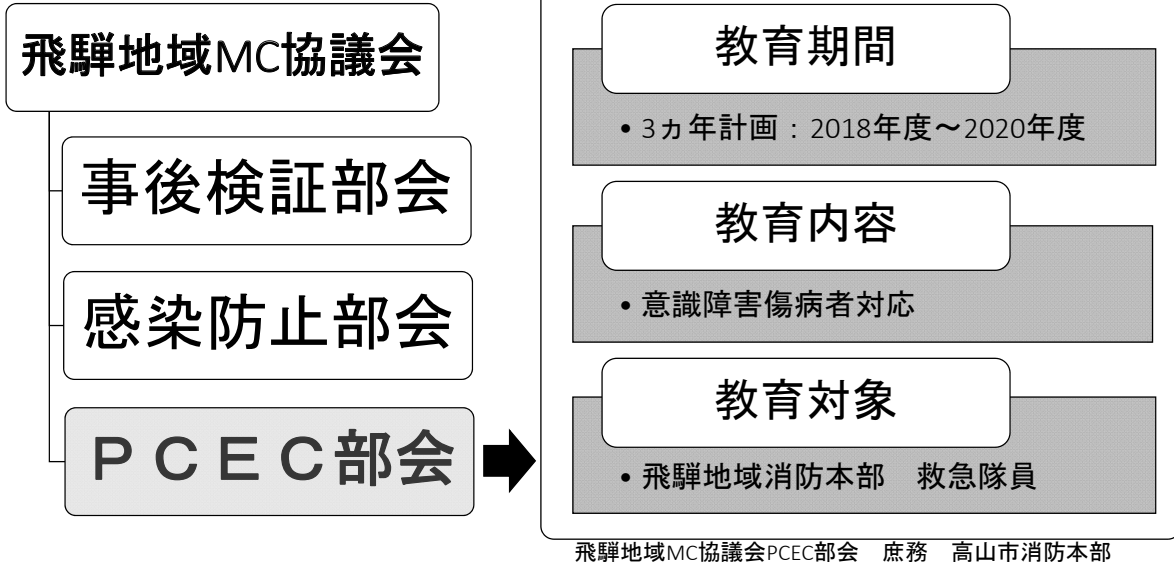 飛騨地域MC協議会
事後検証部会
感染防止部会
ＰＣＥＣ部会
教育期間
• 3ヵ年計画：2018年度～2020年度
教育内容
• 意識障害傷病者対応
教育対象
• 飛騨地域消防本部　救急隊員
飛騨地域MC協議会PCEC部会　庶務　高山市消防本部